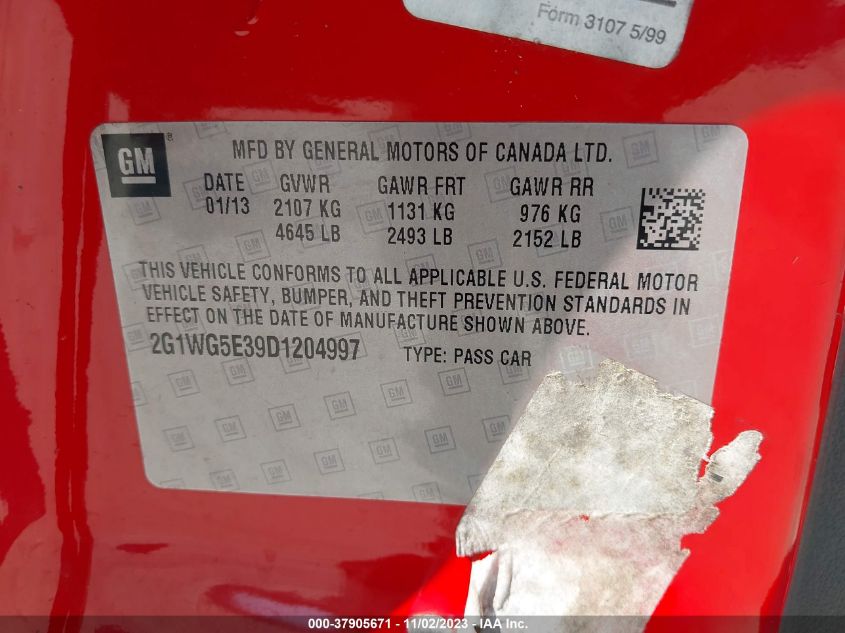 Form 3107 5/99
GM ®
MFD BY GENERAL MOTORS OF CANADA LTD.
DATE GVWR GAWR FRT GAWR RR
01/13 2107 KG 1131 KG 976 KG
4645 LB 2493 LB 2152 LB
THIS VEHICLE CONFORMS TO ALL APPLICABLE U.S. FEDERAL MOTOR
VEHICLE SAFETY, BUMPER, AND THEFT PREVENTION STANDARDS IN
EFFECT ON THE DATE OF MANUFACTURE SHOWN ABOVE.
2G1WG5E39D1204997 TYPE: PASS CAR
000-37905671 - 11/02/2023 - IAA Inc.